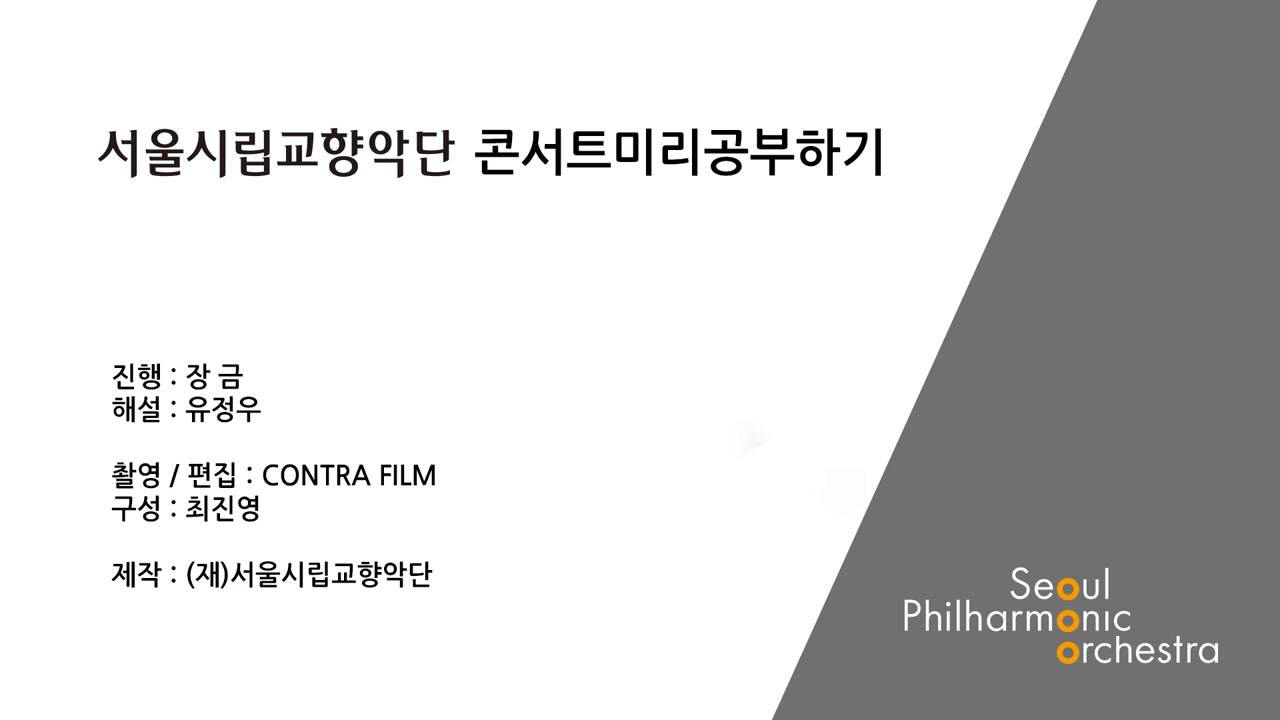 서울시립교향악단 콘서트미리공부하기
진행 : 장 금
해설 : 유정우
촬영 / 편집 : CONTRA FILM
구성 : 최진영
제작 : (재)서울시립교향악단
Seoul
Philharmonic
orchestra